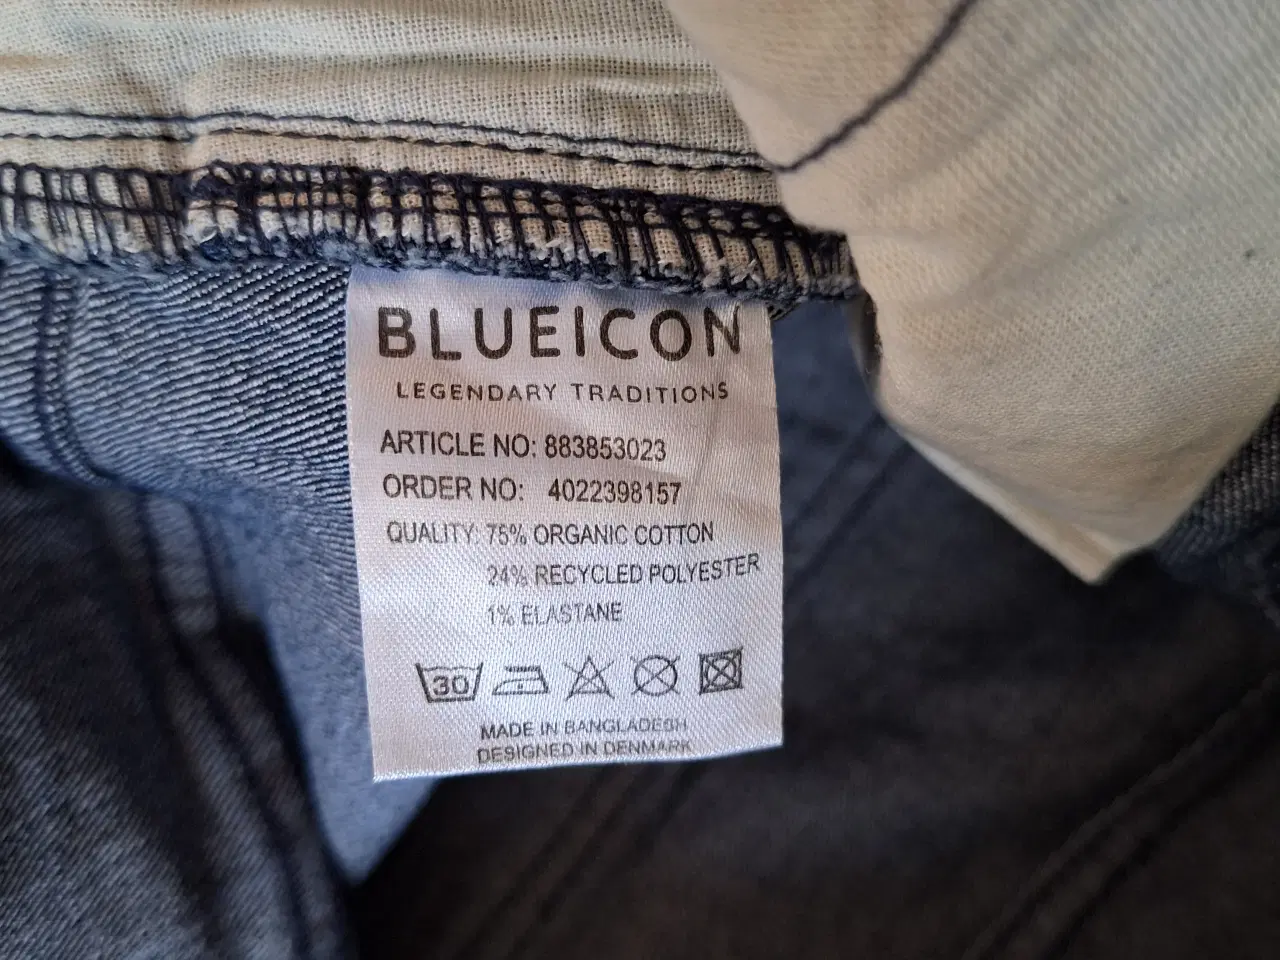 BLUEICON
LEGENDARY TRADITIONS
ARTICLE NO: 883853023
ORDER NO: 4022398157
QUALITY: 75% ORGANIC COTTON
24% RECYCLED POLYESTER
1% ELASTANE
30
MADE IN BANGLADESH
DESIGNED IN DENMARK